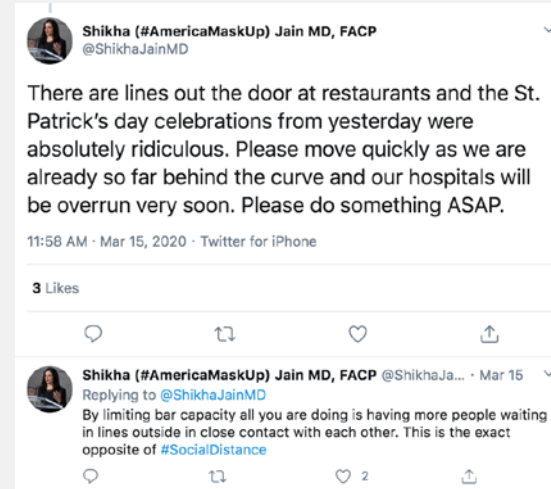 Shikha (#AmericaMaskUp) Jain MD, FACP
@ShikhaJainMD
There are lines out the door at restaurants and the St.
Patrick's day celebrations from yesterday were
absolutely ridiculous. Please move quickly as we are
already so far behind the curve and our hospitals will
be overrun very soon. Please do something ASAP.
11:58 AM · Mar 15, 2020 · Twitter for iPhone
3 Likes
Shikha (#AmericaMaskUp) Jain MD, FACP @ShikhaJa... · Mar 15
Replying to @ShikhaJainMD
By limiting bar capacity all you are doing is having more people waiting
in lines outside in close contact with each other. This is the exact
opposite of #SocialDistance
2